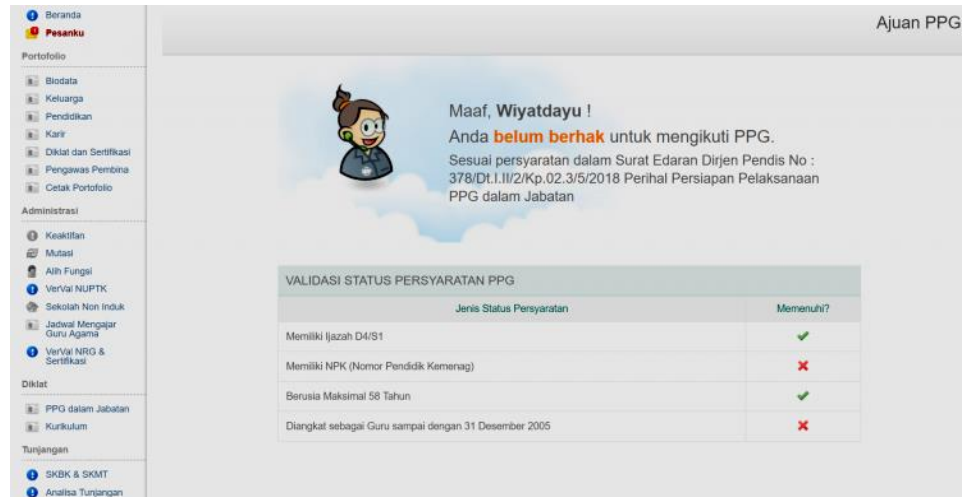 Beranda
Pesanku
Portofolio
Biodata
Keluarga
Pendidikan
Karir
Diklat dan Sertifikasi
Pengawas Pembina
Cetak Portofolio
Administrasi
Keaktifan
Mutasi
Alih Fungsi
VerVal NUPTK
Sekolah Non Induk
Jadwal Mengajar
Guru Agama
VerVal NRG &
Sertifikasi
Diklat
PPG dalam Jabatan
Kurikulum
Tunjangan
SKBK & SKMT
Analisa Tunjangan
Ajuan PPG
Maaf, Wiyatdayu !
Anda belum berhak untuk mengikuti PPG.
Sesuai persyaratan dalam Surat Edaran Dirjen Pendis No :
378/Dt.I.II/2/Kp.02.3/5/2018 Perihal Persiapan Pelaksanaan
PPG dalam Jabatan
VALIDASI STATUS PERSYARATAN PPG
Jenis Status Persyaratan Memenuhi?
Memiliki Ijazah D4/S1
Memiliki NPK (Nomor Pendidik Kemenag)
Berusia Maksimal 58 Tahun
Diangkat sebagai Guru sampai dengan 31 Desember 2005